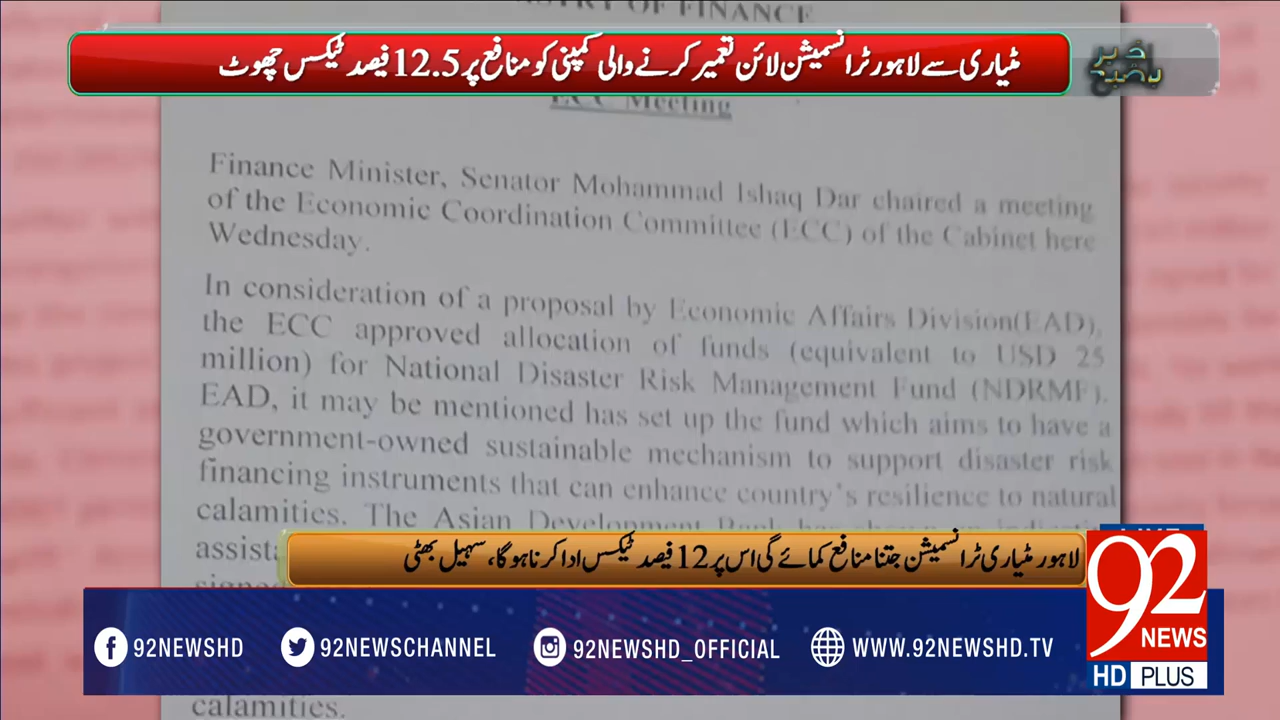 OF FINANCE
مٹیاری سے لاہور ٹرانسمیشن لائن تعمیر کرنے والی کمپنی کو منافع پر 12.5 فیصد ٹیکس چھوٹ
ECC Meeting
Finance Minister, Senator Mohammad Ishaq Dar chaired a meeting
of the Economic Coordination Committee (ECC) of the Cabinet here
Wednesday.
In consideration of a proposal by Economic Affairs Division(EAD),
the ECC approved allocation of funds (equivalent to USD 25
million) for National Disaster Risk Management Fund (NDRMF).
EAD, it may be mentioned has set up the fund which aims to have a
government-owned sustainable mechanism to support disaster risk
financing instruments that can enhance country's resilience to natural
calamities. The Asian Development Bank
لاہور مٹیاری ٹرانسمیشن جتنا منافع کمائے گی اس پر 12 فیصد ٹیکس ادا کرنا ہوگا، سہیل بھٹی
LIVE
92
NEWS
HD PLUS
92NEWSHD
92NEWSCHANNEL
92NEWSHD_OFFICIAL
WWW.92NEWSHD.TV
calamities.